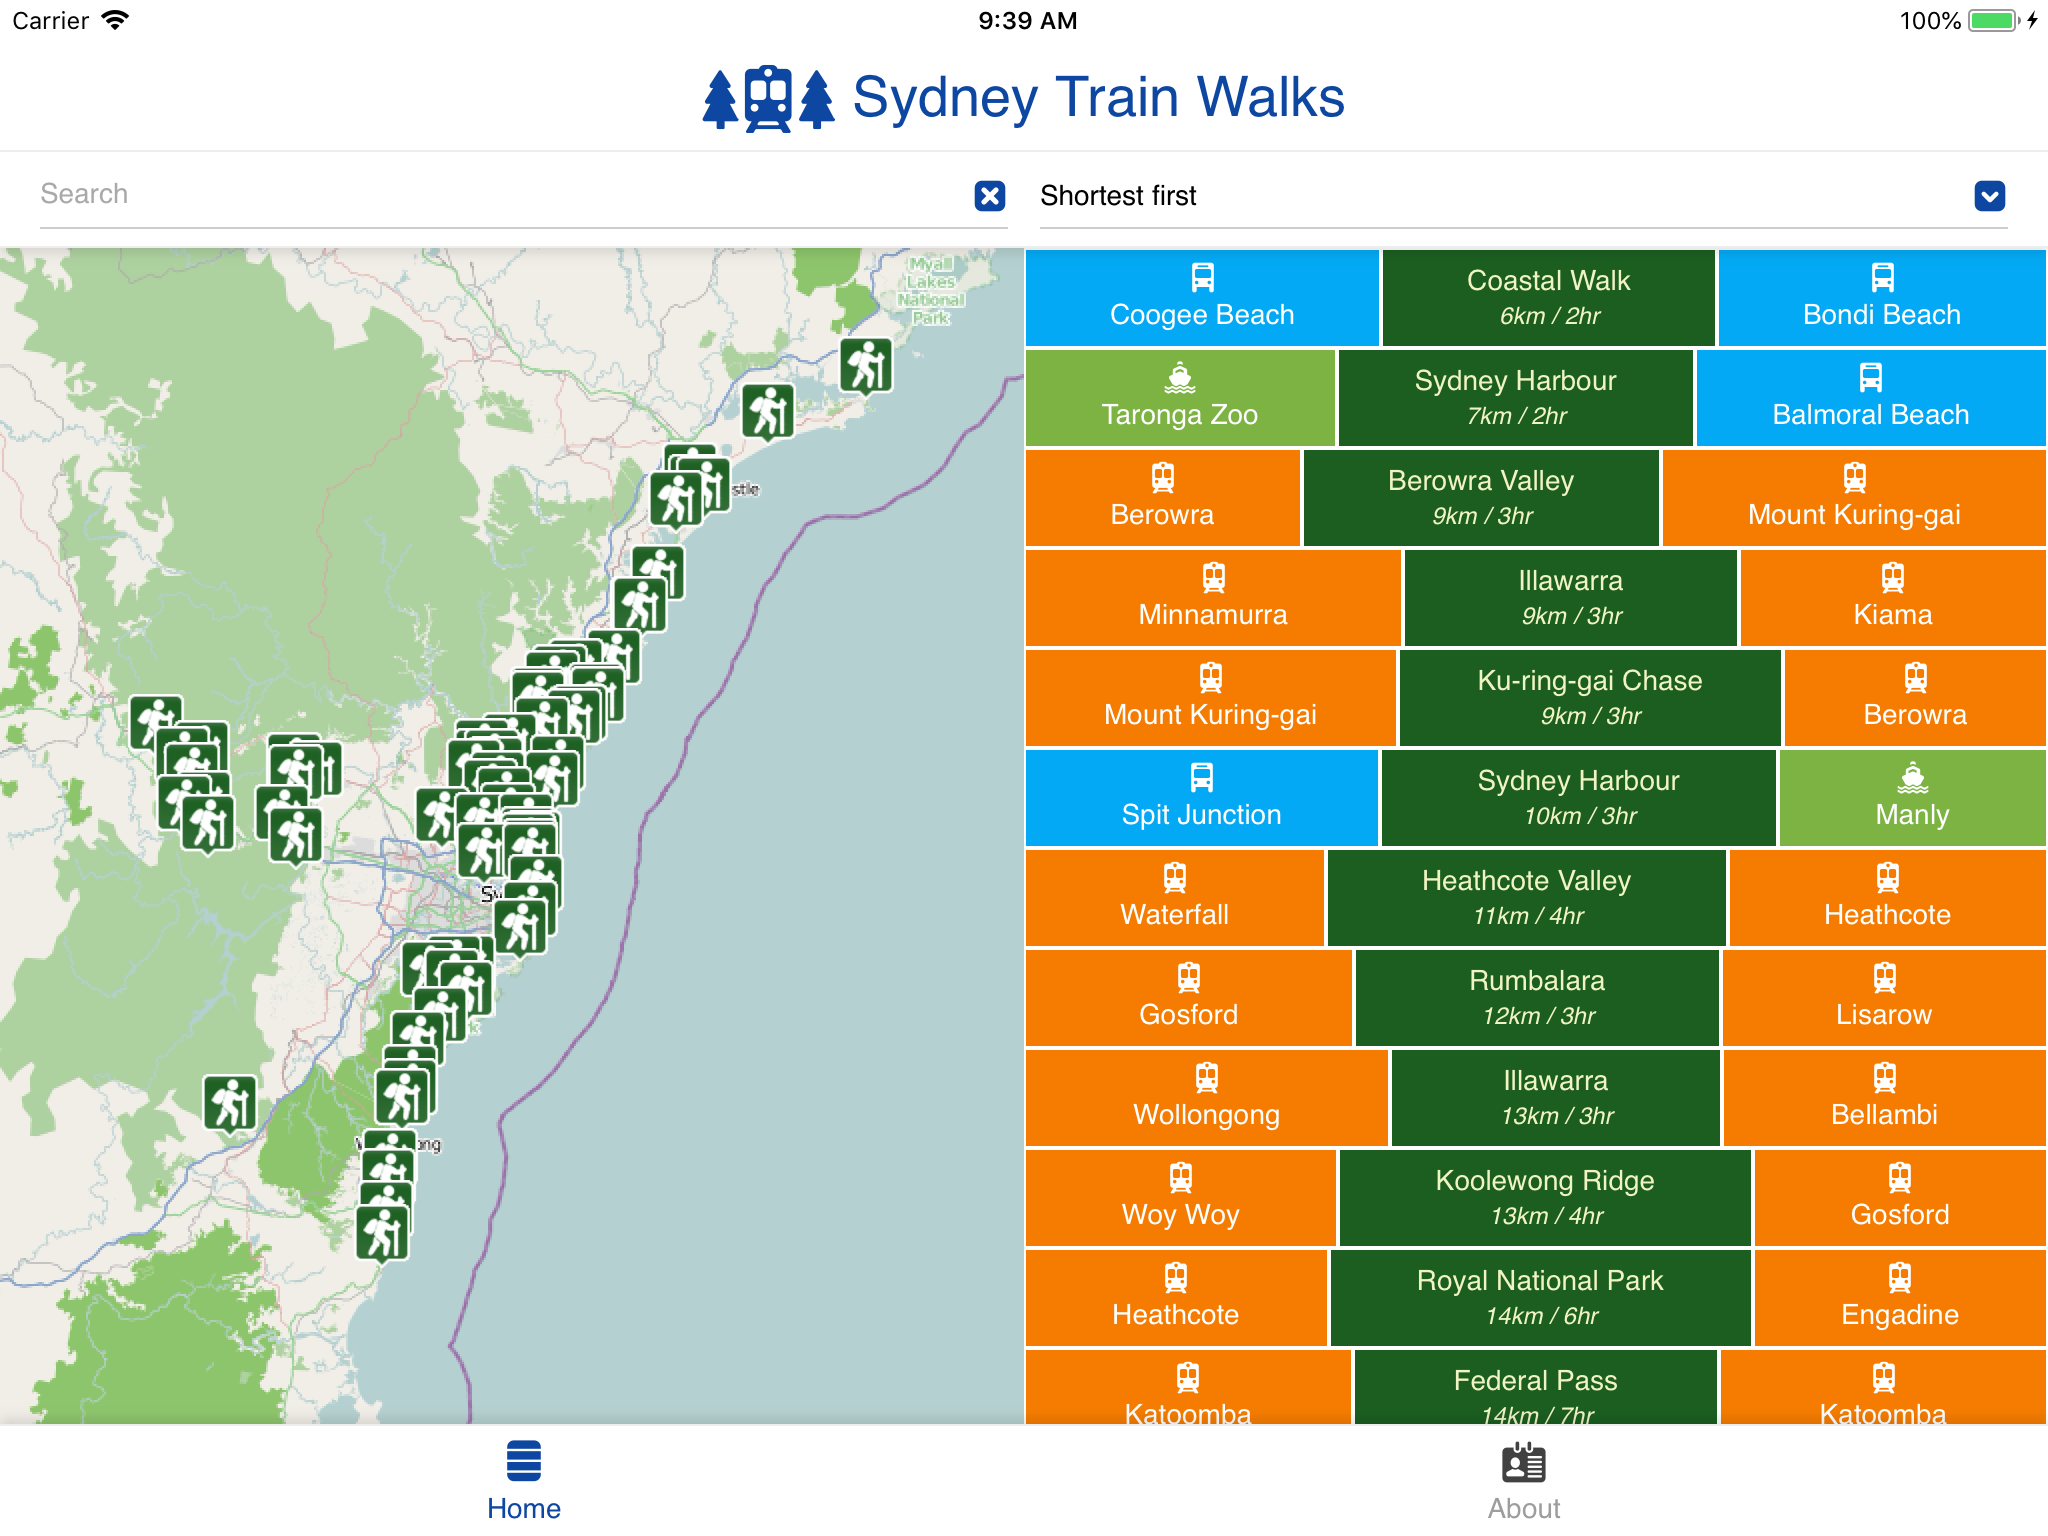 Carrier
9:39 AM
100%
Sydney Train Walks
Search
Shortest first
Myall
Lakes
National
Park
Coogee Beach
Coastal Walk
6km / 2hr
Bondi Beach
Taronga Zoo
Sydney Harbour
7km / 2hr
Balmoral Beach
Berowra
Berowra Valley
9km / 3hr
Mount Kuring-gai
Minnamurra
Illawarra
9km / 3hr
Kiama
Mount Kuring-gai
Ku-ring-gai Chase
9km / 3hr
Berowra
Spit Junction
Sydney Harbour
10km / 3hr
Manly
Waterfall
Heathcote Valley
11km / 4hr
Heathcote
Gosford
Rumbalara
12km / 3hr
Lisarow
Wollongong
Illawarra
13km / 3hr
Bellambi
Woy Woy
Koolewong Ridge
13km / 4hr
Gosford
Heathcote
Royal National Park
14km / 6hr
Engadine
Katoomba
Federal Pass
14km / 7hr
Katoomba
Home
About